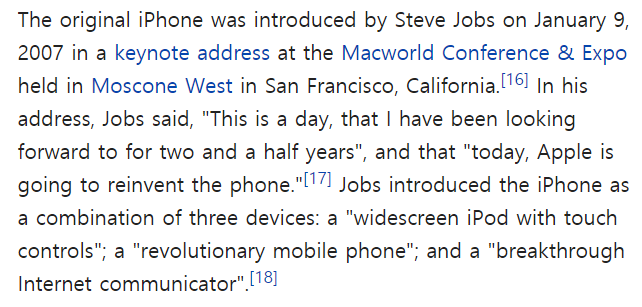 The original iPhone was introduced by Steve Jobs on January 9,
2007 in a keynote address at the Macworld Conference & Expo
held in Moscone West in San Francisco, California.[16] In his
address, Jobs said, "This is a day, that I have been looking
forward to for two and a half years", and that "today, Apple is
going to reinvent the phone."[17] Jobs introduced the iPhone as
a combination of three devices: a "widescreen iPod with touch
controls"; a "revolutionary mobile phone"; and a "breakthrough
Internet communicator".[18]